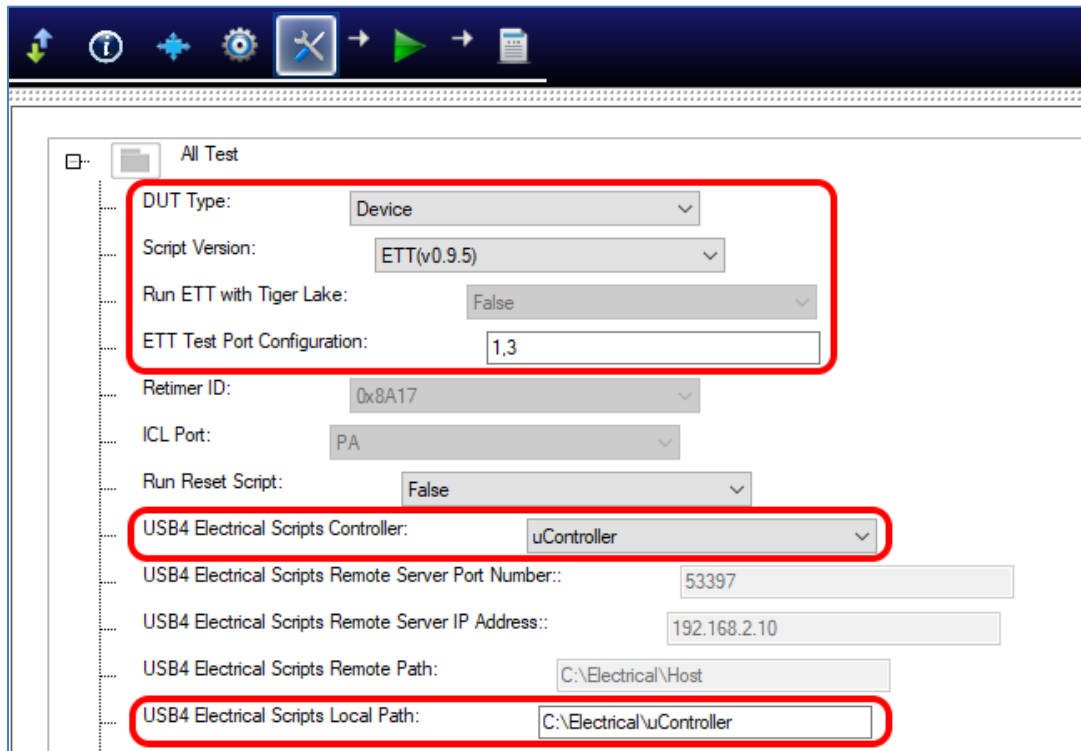 All Test
DUT Type: Device
Script Version: ETT(v0.9.5)
Run ETT with Tiger Lake: False
ETT Test Port Configuration: 1,3
Retimer ID: 0x8A17
ICL Port: PA
Run Reset Script: False
USB4 Electrical Scripts Controller: uController
USB4 Electrical Scripts Remote Server Port Number:: 53397
USB4 Electrical Scripts Remote Server IP Address:: 192.168.2.10
USB4 Electrical Scripts Remote Path: C:\Electrical\Host
USB4 Electrical Scripts Local Path: C:\Electrical\uController